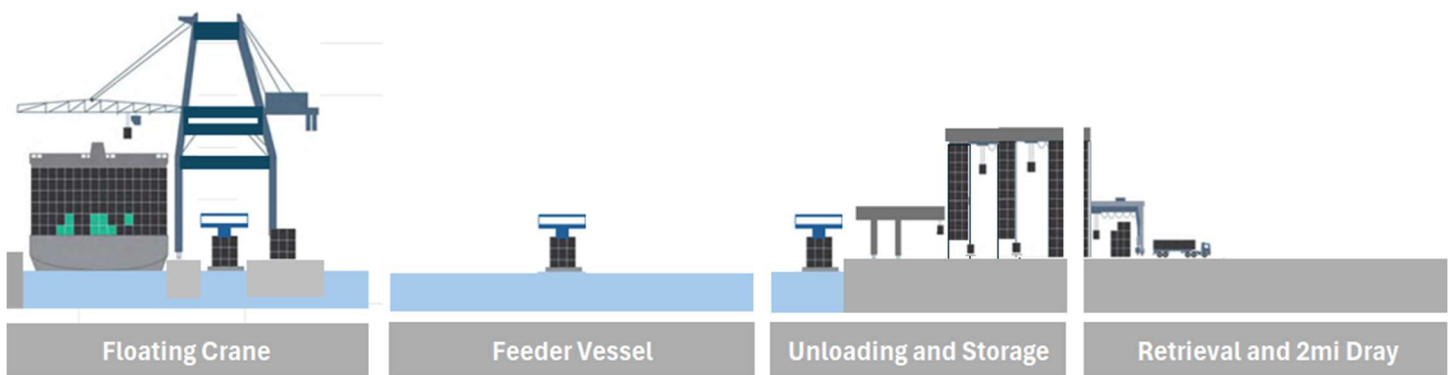 Floating Crane
Feeder Vessel
Unloading and Storage
Retrieval and 2mi Dray